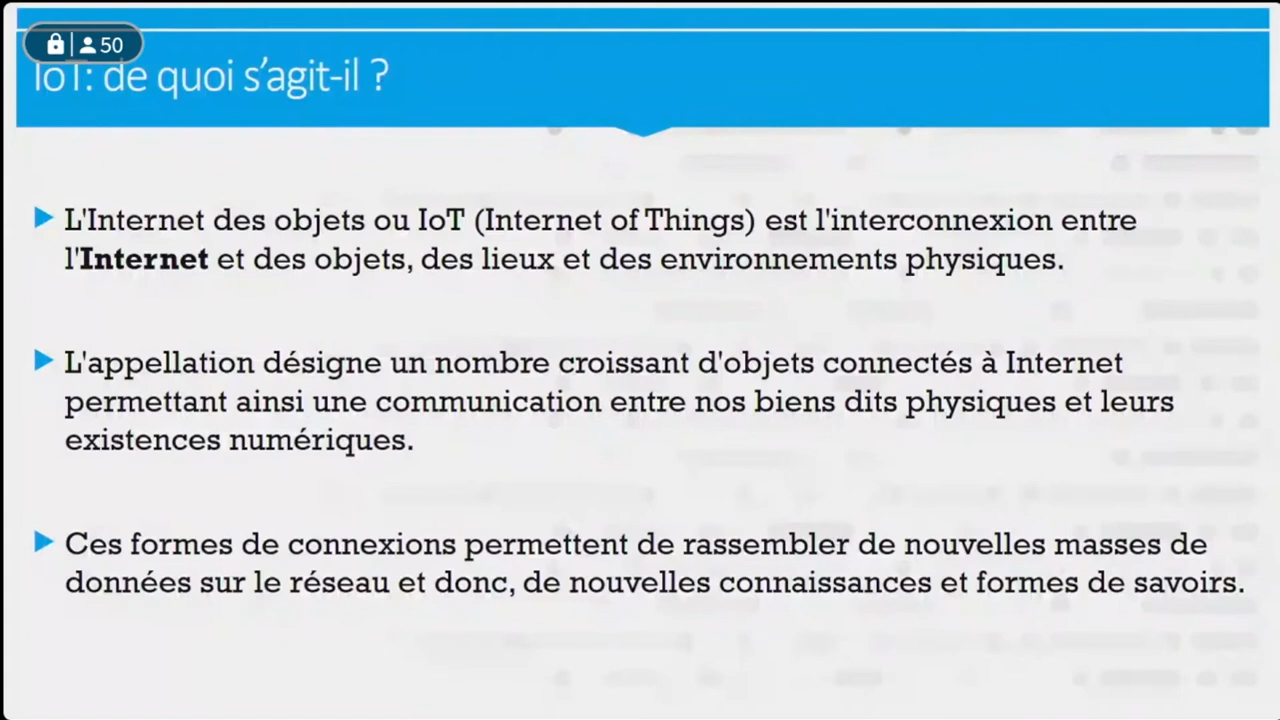 50
IoT: de quoi s’agit-il ?
L'Internet des objets ou IoT (Internet of Things) est l'interconnexion entre
l'Internet et des objets, des lieux et des environnements physiques.
L'appellation désigne un nombre croissant d'objets connectés à Internet
permettant ainsi une communication entre nos biens dits physiques et leurs
existences numériques.
Ces formes de connexions permettent de rassembler de nouvelles masses de
données sur le réseau et donc, de nouvelles connaissances et formes de savoirs.